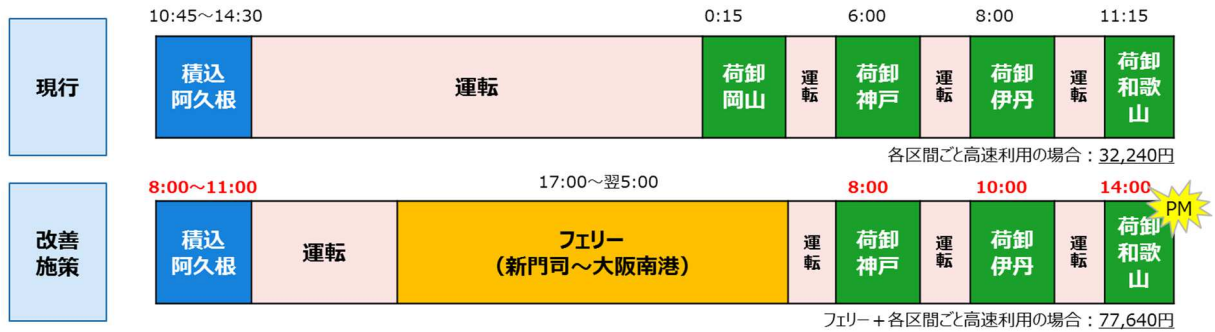 10:45～14:30
0:15
6:00
8:00
11:15
現行
積込
阿久根
運転
荷卸
岡山
運転
荷卸
神戸
運転
荷卸
伊丹
運転
荷卸
和歌
山
各区間ごと高速利用の場合：32,240円
8:00～11:00
17:00～翌5:00
8:00
10:00
14:00
PM
改善
施策
積込
阿久根
運転
フェリー
（新門司～大阪南港）
運転
荷卸
神戸
運転
荷卸
伊丹
運転
荷卸
和歌
山
フェリー＋各区間ごと高速利用の場合：77,640円